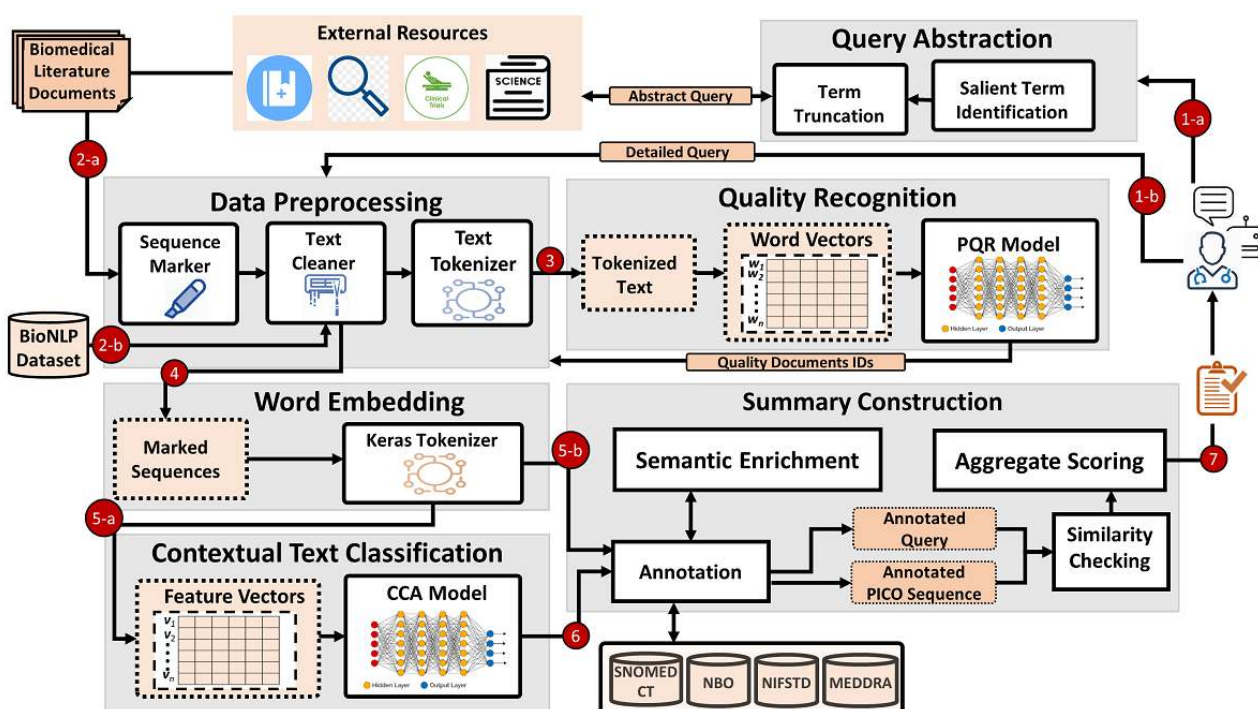 External Resources
Biomedical
Literature
Documents
Clinical
Trials
SCIENCE
Abstract Query
Query Abstraction
Term
Truncation
Salient Term
Identification
1-a
2-a
Detailed Query
1-b
Data Preprocessing
Sequence
Marker
Text
Cleaner
Text
Tokenizer
3
Quality Recognition
Tokenized
Text
Word Vectors
w1
w2
wn
PQR Model
Hidden Layer
Output Layer
BioNLP
Dataset
2-b
Quality Documents IDs
4
Word Embedding
Marked
Sequences
Keras Tokenizer
5-b
5-a
Summary Construction
Semantic Enrichment
Aggregate Scoring
7
Annotation
Annotated
Query
Annotated
PICO Sequence
Similarity
Checking
Contextual Text Classification
Feature Vectors
v1
v2
vn
CCA Model
Hidden Layer
Output Layer
6
SNOMED
CT
NBO
NIFSTD
MEDDRA